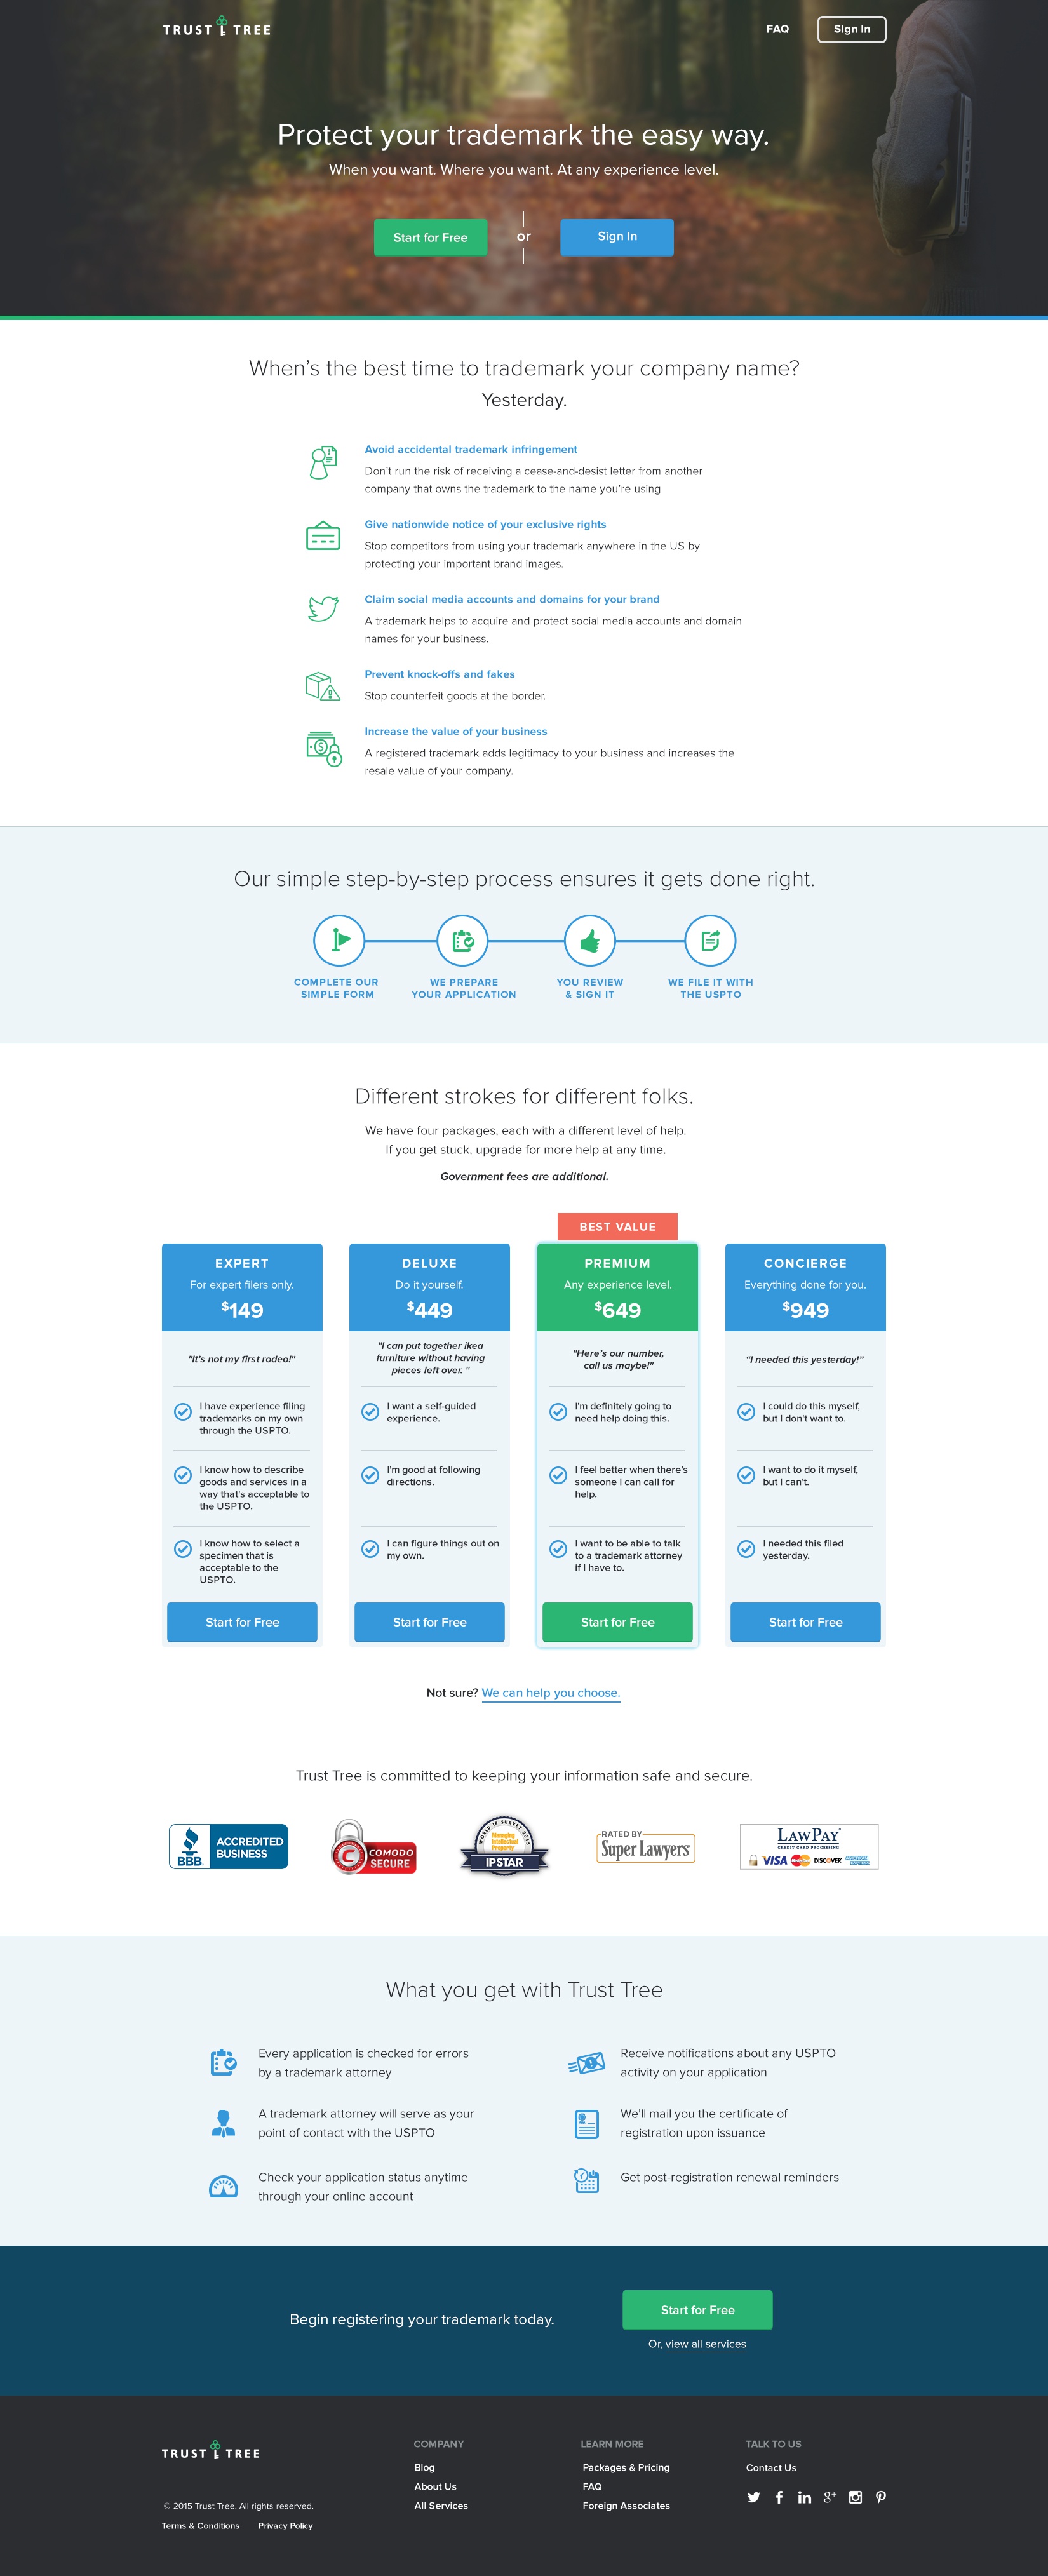 TRUST TREE
FAQ
Sign In
Protect your trademark the easy way.
When you want. Where you want. At any experience level.
Start for Free
or
Sign In
When's the best time to trademark your company name?
Yesterday.
Avoid accidental trademark infringement
Don't run the risk of receiving a cease-and-desist letter from another
company that owns the trademark to the name you're using
Give nationwide notice of your exclusive rights
Stop competitors from using your trademark anywhere in the US by
protecting your important brand images.
Claim social media accounts and domains for your brand
A trademark helps to acquire and protect social media accounts and domain
names for your business.
Prevent knock-offs and fakes
Stop counterfeit goods at the border.
Increase the value of your business
A registered trademark adds legitimacy to your business and increases the
resale value of your company.
Our simple step-by-step process ensures it gets done right.
COMPLETE OUR
SIMPLE FORM
WE PREPARE
YOUR APPLICATION
YOU REVIEW
& SIGN IT
WE FILE IT WITH
THE USPTO
Different strokes for different folks.
We have four packages, each with a different level of help.
If you get stuck, upgrade for more help at any time.
Government fees are additional.
EXPERT
For expert filers only.
$149
"It's not my first rodeo!"
I have experience filing
trademarks on my own
through the USPTO.
I know how to describe
goods and services in a
way that's acceptable to
the USPTO.
I know how to select a
specimen that is
acceptable to the
USPTO.
Start for Free
DELUXE
Do it yourself.
$449
"I can put together ikea
furniture without having
pieces left over. "
I want a self-guided
experience.
I'm good at following
directions.
I can figure things out on
my own.
Start for Free
BEST VALUE
PREMIUM
Any experience level.
$649
"Here's our number,
call us maybe!"
I'm definitely going to
need help doing this.
I feel better when there's
someone I can call for
help.
I want to be able to talk
to a trademark attorney
if I have to.
Start for Free
CONCIERGE
Everything done for you.
$949
“I needed this yesterday!”
I could do this myself,
but I don't want to.
I want to do it myself,
but I can't.
I needed this filed
yesterday.
Start for Free
Not sure? We can help you choose.
Trust Tree is committed to keeping your information safe and secure.
BBB
ACCREDITED
BUSINESS
C COMODO
SECURE
WORLD IP SURVEY
Managing
Intellectual
Property
IP STAR
RATED BY
Super Lawyers
LAWPAY
CREDIT CARD PROCESSING
VISA MasterCard DISCOVER
What you get with Trust Tree
Every application is checked for errors
by a trademark attorney
Receive notifications about any USPTO
activity on your application
A trademark attorney will serve as your
point of contact with the USPTO
We'll mail you the certificate of
registration upon issuance
Check your application status anytime
through your online account
Get post-registration renewal reminders
Begin registering your trademark today.
Start for Free
Or, view all services
TRUST TREE
© 2015 Trust Tree. All rights reserved.
Terms & Conditions
Privacy Policy
COMPANY
Blog
About Us
All Services
LEARN MORE
Packages & Pricing
FAQ
Foreign Associates
TALK TO US
Contact Us